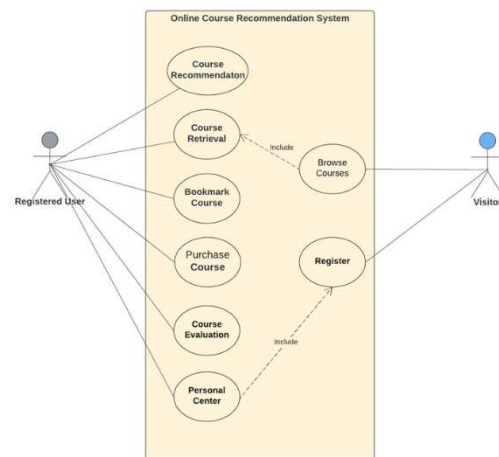 Online Course Recommendation System
Course
Recommendaton
Course
Retrieval
Include
Browse
Courses
Registered User
Visitor
Bookmark
Course
Purchase
Course
Register
Course
Evaluation
Include
Personal
Center